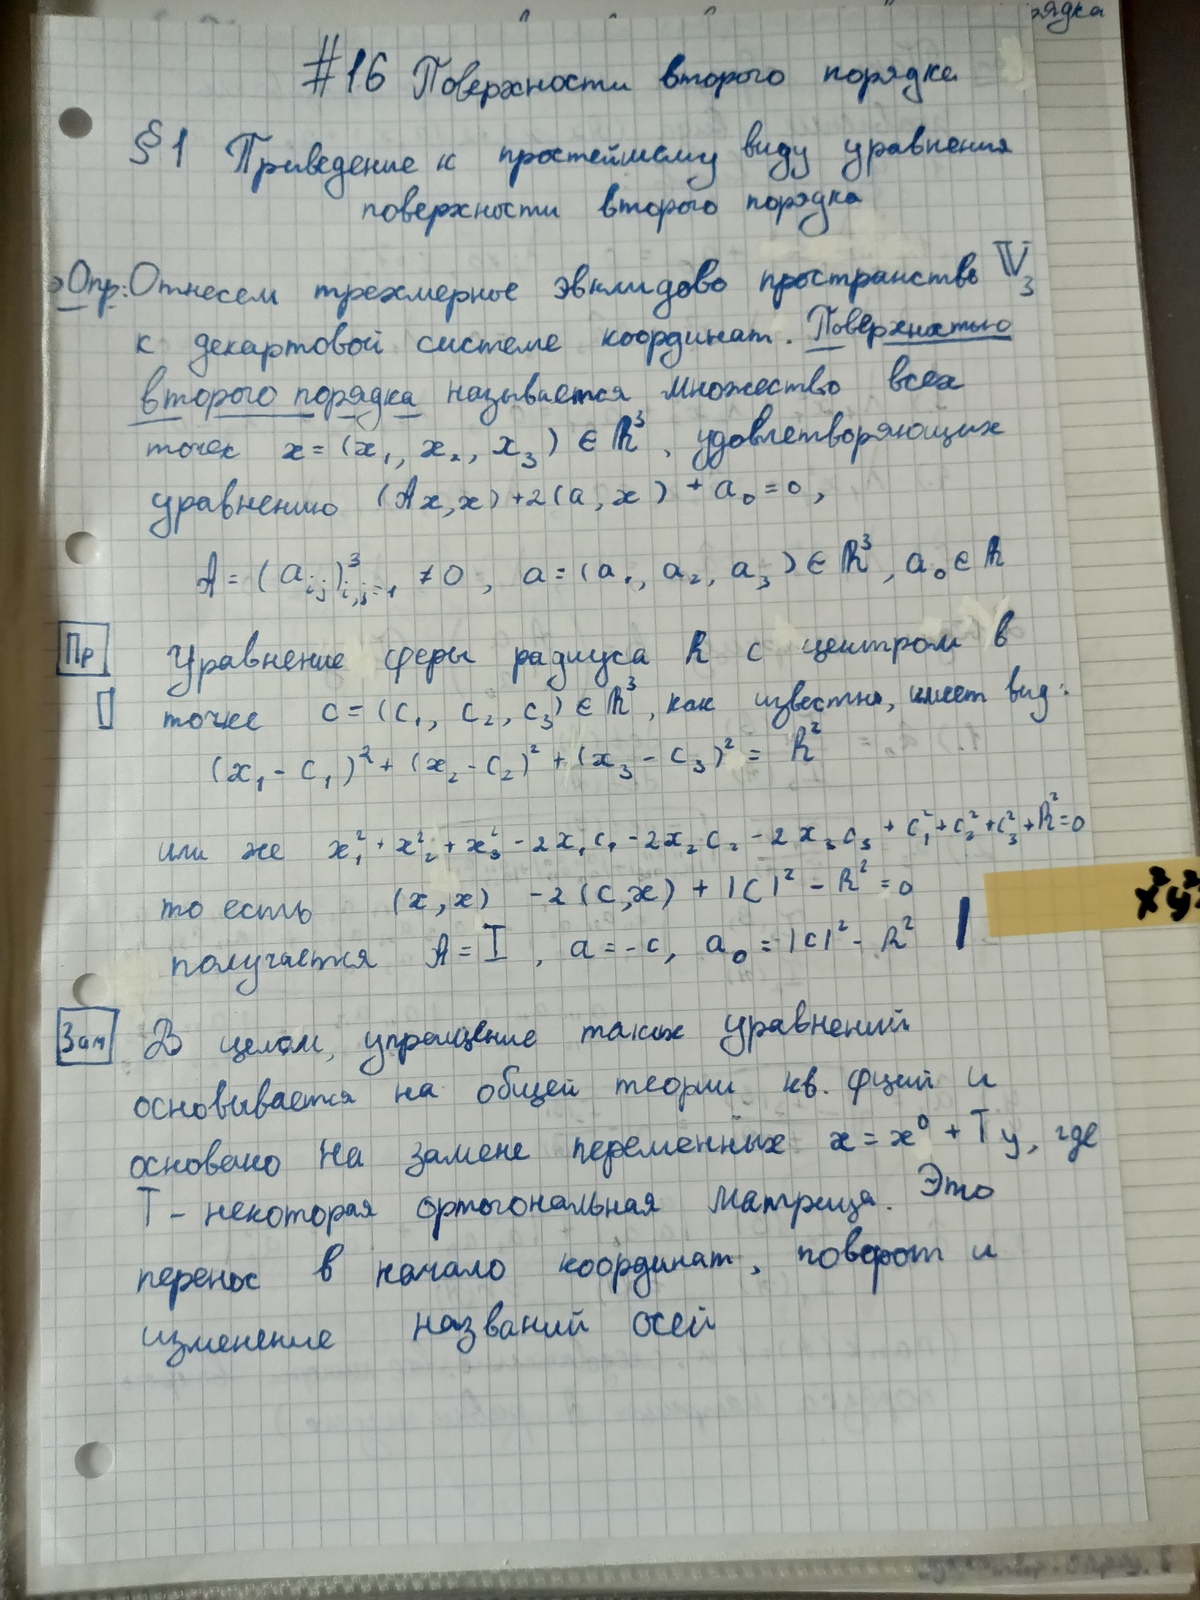 рядка
#16 Поверхности второго порядка
§1 Приведение к простейшему виду уравнения
поверхности второго порядка
Опр: Отнесем трехмерное эвклидово пространство 𝕍₃
к декартовой системе координат. Поверхностью
второго порядка называется множество всех
точек x = (x₁, x₂, x₃) ∈ ℝ³, удовлетворяющих
уравнению (Ax, x) + 2(a, x) + a₀ = 0,
A = (aᵢⱼ)³ᵢ,ⱼ₌₁ ≠ 0, a = (a₁, a₂, a₃) ∈ ℝ³, a₀ ∈ ℝ
Пр Уравнение сферы радиуса R с центром в
точке c = (c₁, c₂, c₃) ∈ ℝ³, как известно, имеет вид:
(x₁ - c₁)² + (x₂ - c₂)² + (x₃ - c₃)² = R²
или же x₁² + x₂² + x₃² - 2x₁c₁ - 2x₂c₂ - 2x₃c₃ + c₁² + c₂² + c₃² + R² = 0
то есть (x, x) - 2(c, x) + |c|² - R² = 0
x²y²
получается A = I, a = -c, a₀ = |c|² - R²
Зам В целом, упрощение таких уравнений
основывается на общей теории кв. фций и
основано на замене переменных x = x⁰ + Ty, где
T - некоторая ортогональная матрица. Это
перенос в начало координат, поворот и
изменение названий осей